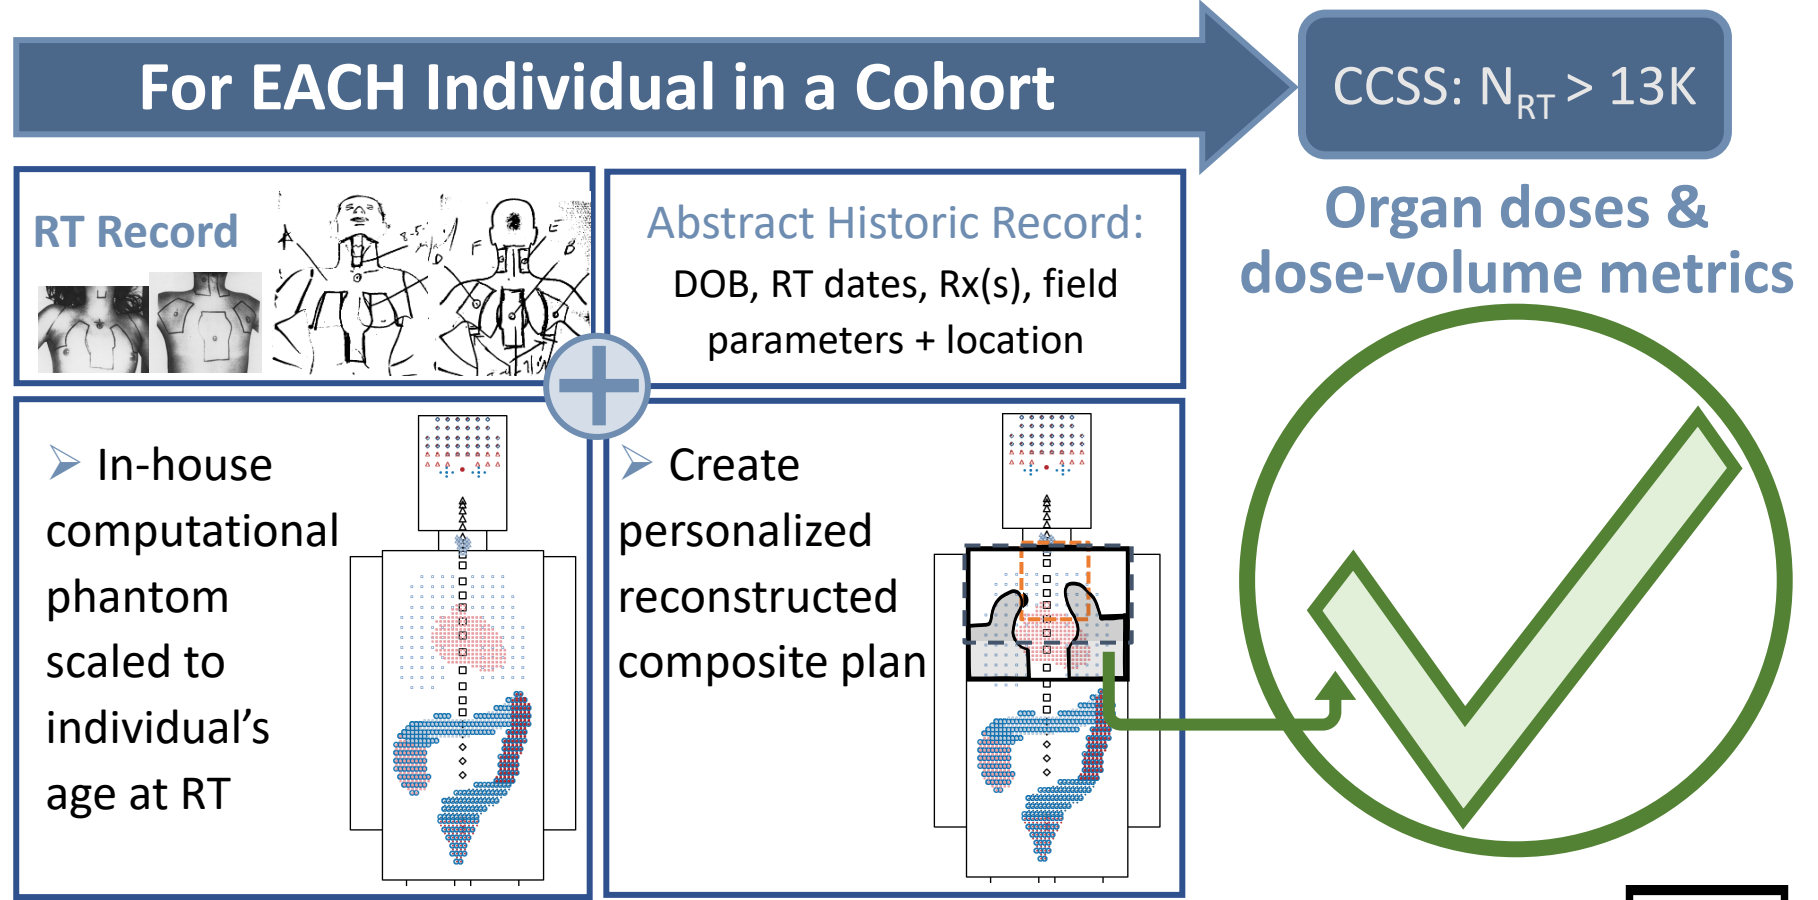 For EACH Individual in a Cohort
CCSS: N_RT > 13K
RT Record
A
F
E
B
Abstract Historic Record:
DOB, RT dates, Rx(s), field
parameters + location
Organ doses &
dose-volume metrics
➢ In-house
computational
phantom
scaled to
individual’s
age at RT
➢ Create
personalized
reconstructed
composite plan